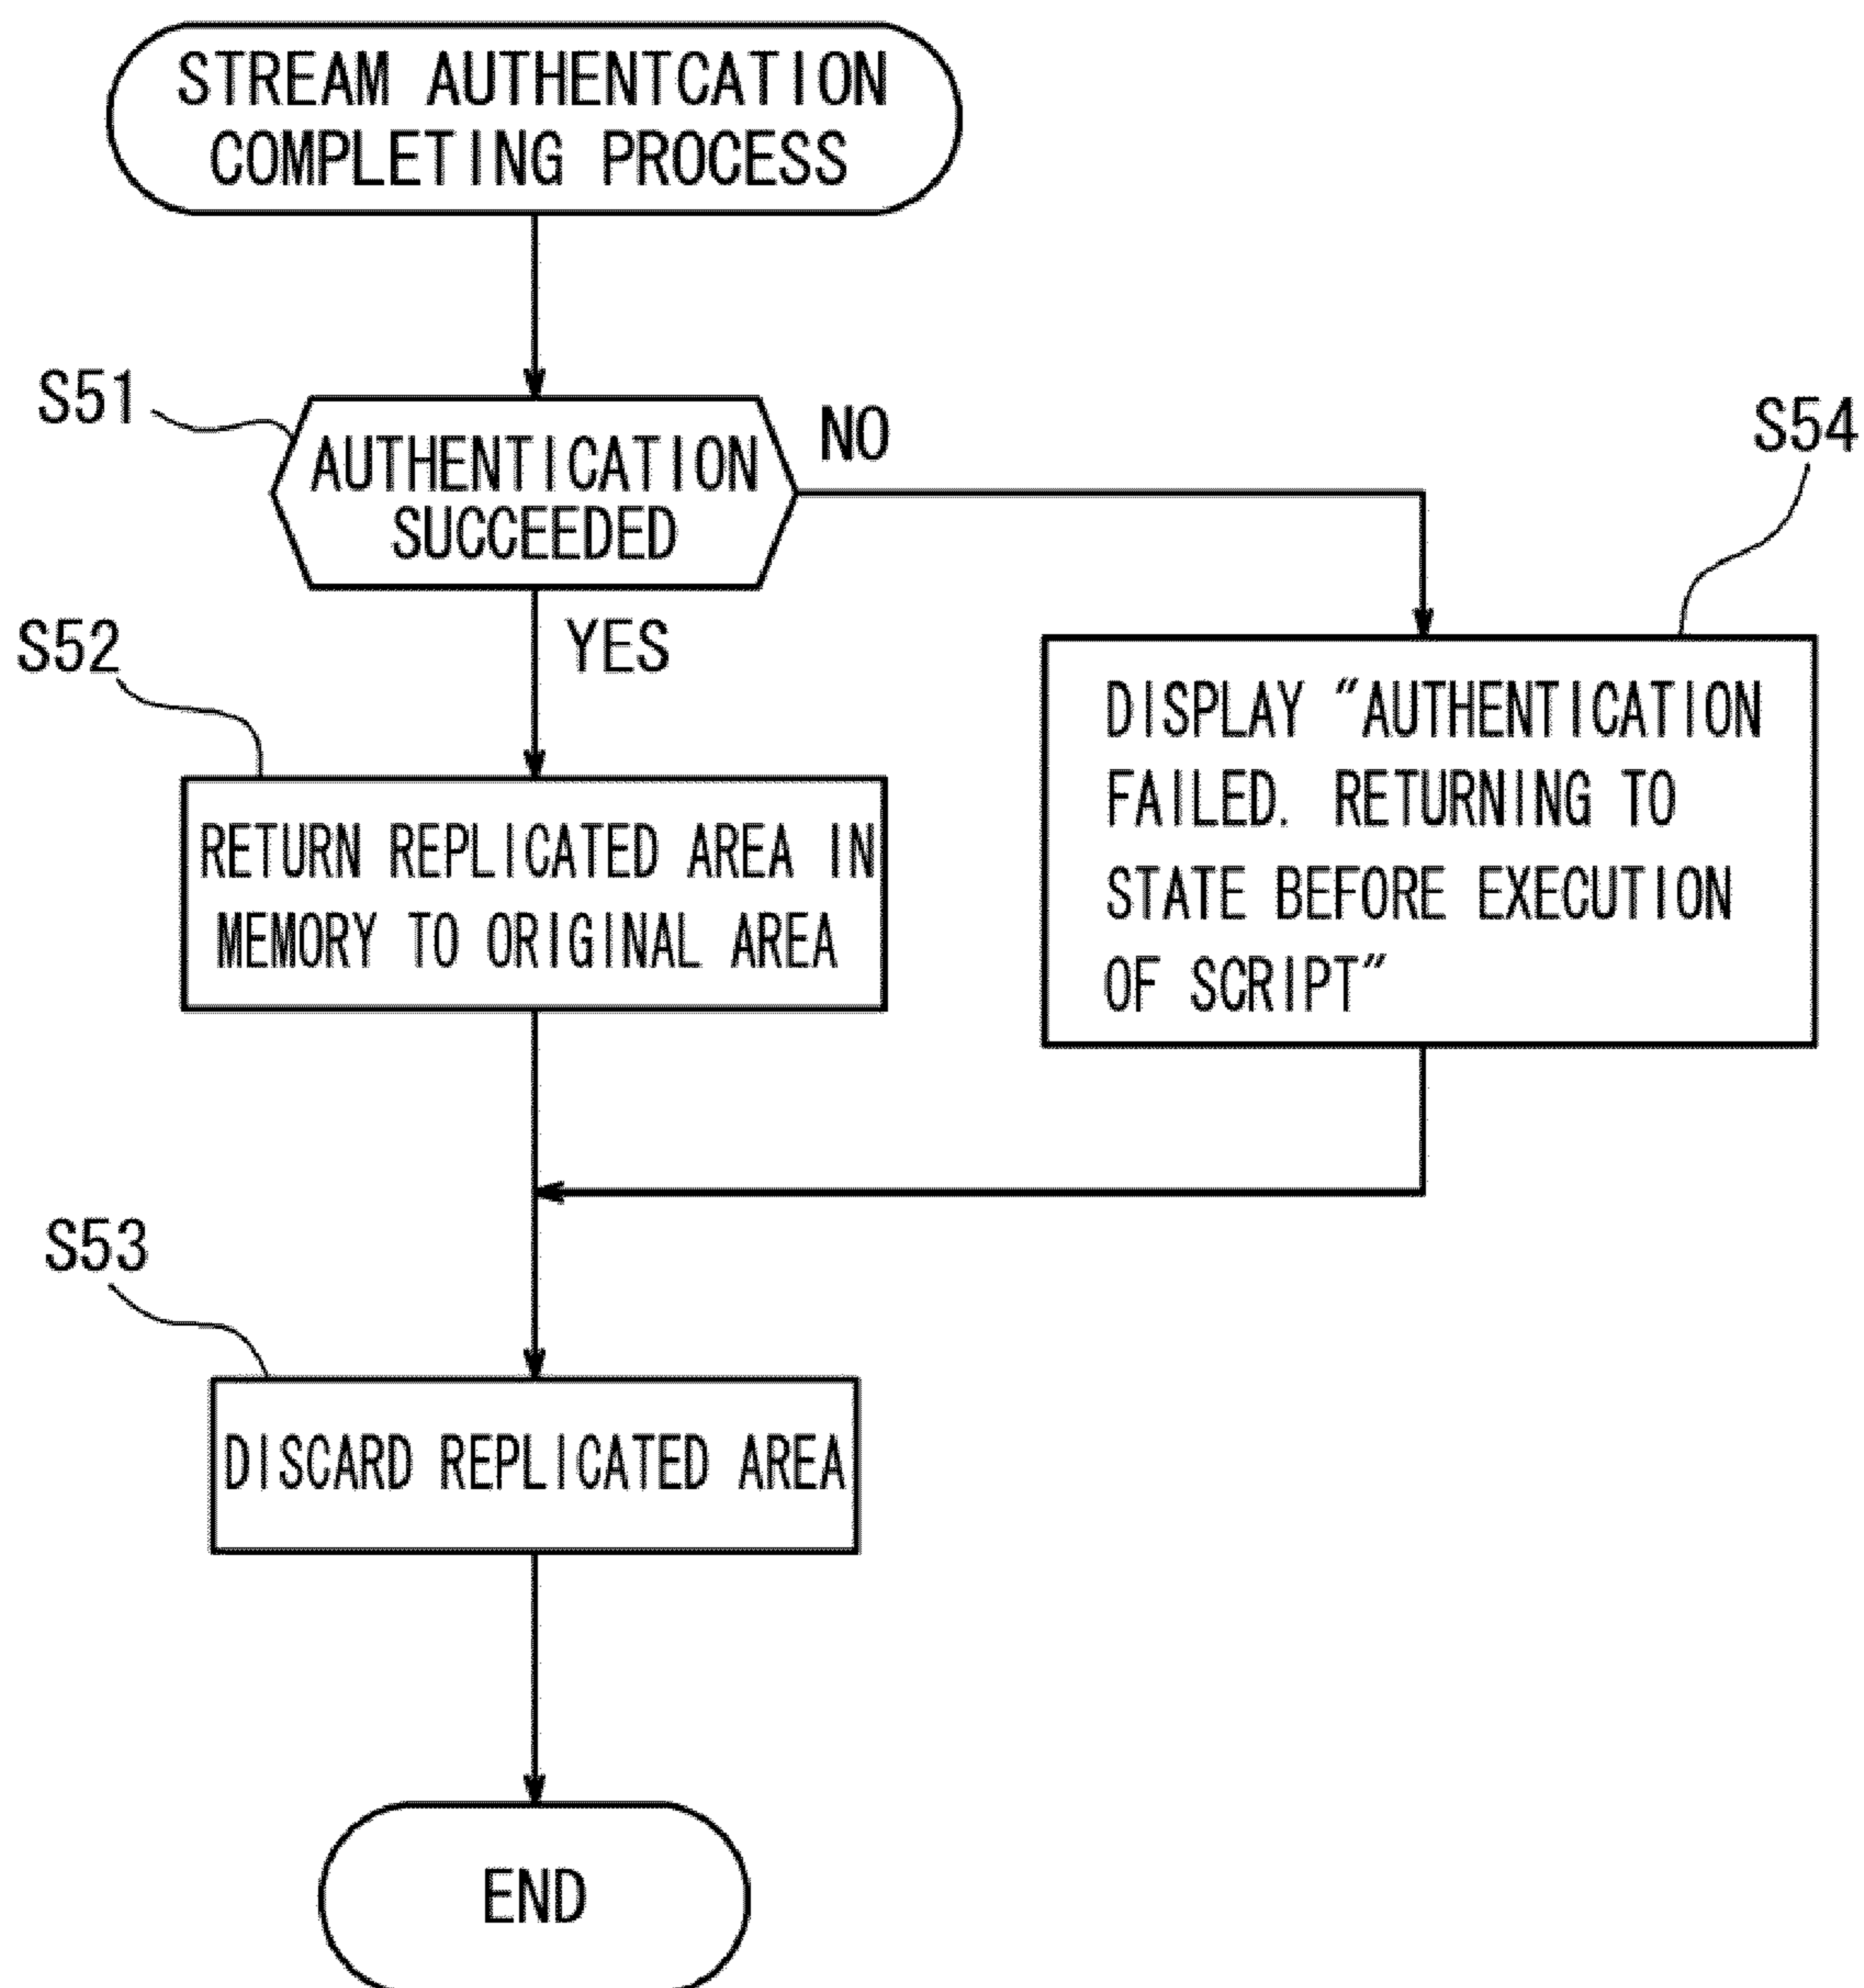 STREAM AUTHENTCATION
COMPLETING PROCESS
S51
AUTHENTICATION
SUCCEEDED
NO
S54
YES
S52
DISPLAY "AUTHENTICATION
FAILED. RETURNING TO
STATE BEFORE EXECUTION
OF SCRIPT"
RETURN REPLICATED AREA IN
MEMORY TO ORIGINAL AREA
S53
DISCARD REPLICATED AREA
END